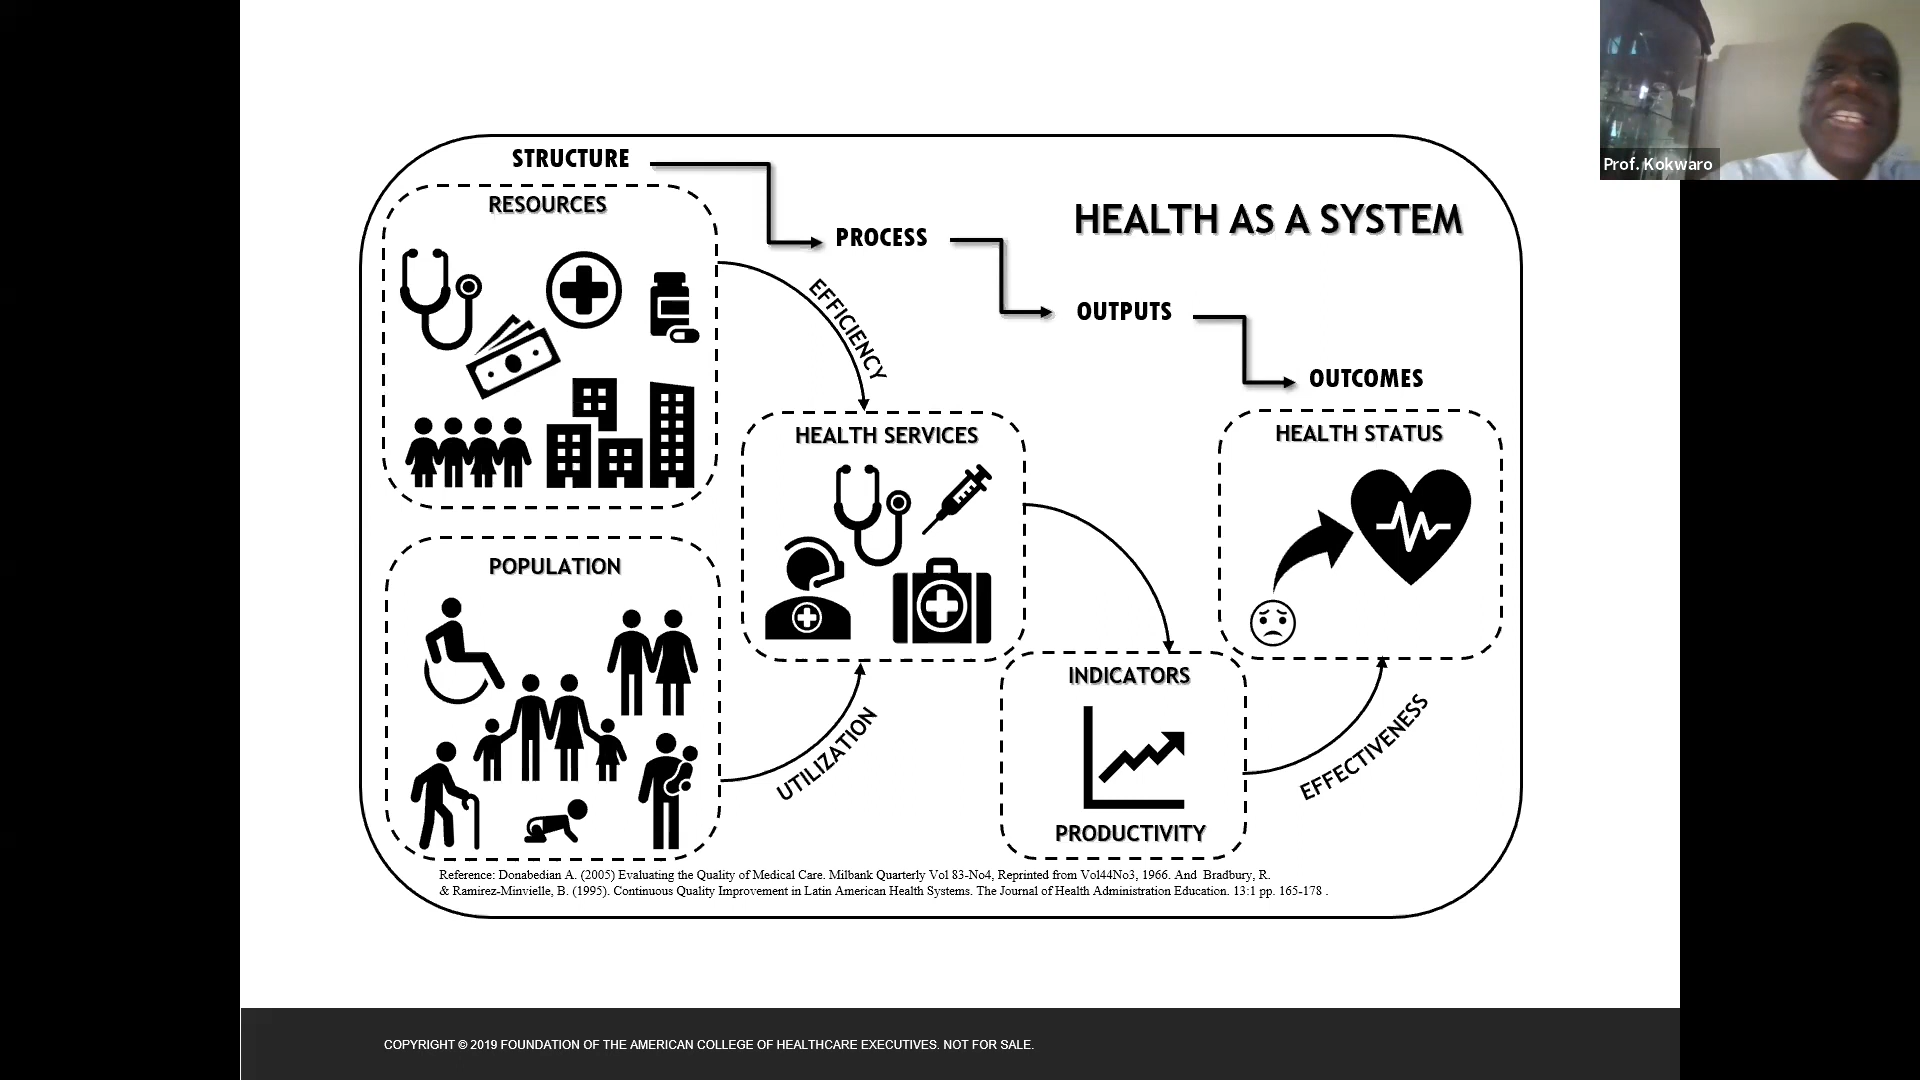 Prof. Kokwaro
STRUCTURE
RESOURCES
HEALTH AS A SYSTEM
PROCESS
EFFICIENCY
OUTPUTS
OUTCOMES
HEALTH SERVICES
HEALTH STATUS
POPULATION
UTILIZATION
INDICATORS
PRODUCTIVITY
EFFECTIVENESS
Reference: Donabedian A. (2005) Evaluating the Quality of Medical Care. Milbank Quarterly Vol 83-No4, Reprinted from Vol44No3, 1966. And Bradbury, R.
& Ramirez-Minvielle, B. (1995). Continuous Quality Improvement in Latin American Health Systems. The Journal of Health Administration Education. 13:1 pp. 165-178 .
COPYRIGHT © 2019 FOUNDATION OF THE AMERICAN COLLEGE OF HEALTHCARE EXECUTIVES. NOT FOR SALE.